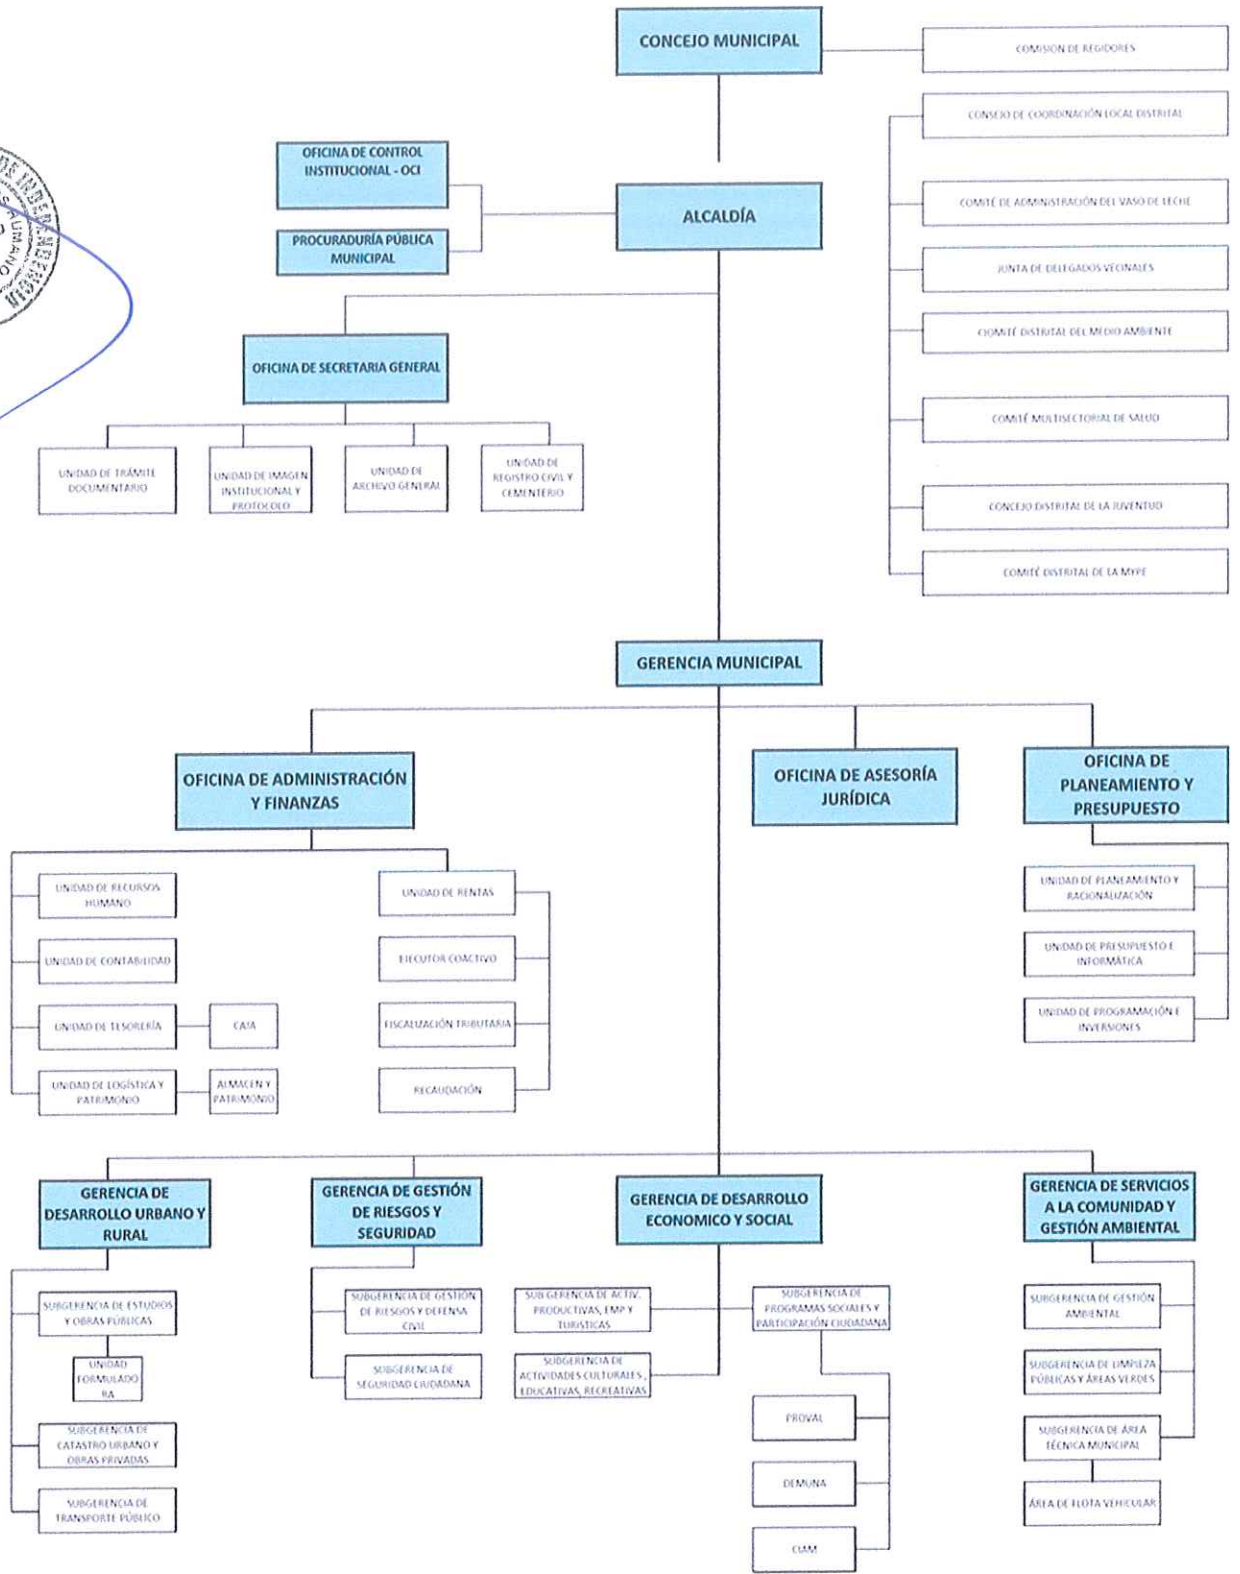 CONCEJO MUNICIPAL
COMISION DE REGIDORES
CONSEJO DE COORDINACIÓN LOCAL DISTRITAL
OFICINA DE CONTROL
INSTITUCIONAL - OCI
ALCALDÍA
PROCURADURÍA PÚBLICA
MUNICIPAL
COMITÉ DE ADMINISTRACIÓN DEL VASO DE LECHE
JUNTA DE DELEGADOS VECINALES
CIOMITÉ DISTRITAL DEL MEDIO AMBIENTE
COMITÉ MULTISECTORIAL DE SALUD
CONCEJO DISTRITAL DE LA JUVENTUD
COMITÉ DISTRITAL DE LA MYPE
OFICINA DE SECRETARIA GENERAL
UNIDAD DE TRÁMITE
DOCUMENTARIO
UNIDAD DE IMAGEN
INSTITUCIONAL Y
PROTOCOLO
UNIDAD DE
ARCHIVO GENERAL
UNIDAD DE
REGISTRO CIVIL Y
CEMENTERIO
DE INDEPENDENCIA
GERENCIA MUNICIPAL
OFICINA DE ADMINISTRACIÓN
Y FINANZAS
OFICINA DE ASESORÍA
JURÍDICA
OFICINA DE
PLANEAMIENTO Y
PRESUPUESTO
UNIDAD DE RECURSOS
HUMANO
UNIDAD DE CONTABILIDAD
UNIDAD DE TESORERÍA
CAJA
UNIDAD DE LOGÍSTICA Y
PATRIMONIO
ALMACEN Y
PATRIMONIO
UNIDAD DE RENTAS
EJECUTOR COACTIVO
FISCALIZACIÓN TRIBUTARIA
RECAUDACIÓN
UNIDAD DE PLANEAMIENTO Y
RACIONALIZACIÓN
UNIDAD DE PRESUPUESTO E
INFORMÁTICA
UNIDAD DE PROGRAMACIÓN E
INVERSIONES
GERENCIA DE
DESARROLLO URBANO Y
RURAL
SUBGERENCIA DE ESTUDIOS
Y OBRAS PÚBLICAS
UNIDAD
FORMULADO
RA
SUBGERENCIA DE
CATASTRO URBANO Y
OBRAS PRIVADAS
SUBGERENCIA DE
TRANSPORTE PÚBLICO
GERENCIA DE GESTIÓN
DE RIESGOS Y
SEGURIDAD
SUBGERENCIA DE GESTIÓN
DE RIESGOS Y DEFENSA
CIVIL
SUBGERENCIA DE
SEGURIDAD CIUDADANA
GERENCIA DE DESARROLLO
ECONOMICO Y SOCIAL
SUB GERENCIA DE ACTIV.
PRODUCTIVAS, EMP Y
TURISTICAS
SUBGERENCIA DE
ACTIVIDADES CULTURALES ,
EDUCATIVAS, RECREATIVAS
SUBGERENCIA DE
PROGRAMAS SOCIALES Y
PARTICIPACIÓN CIUDADANA
PROVAL
DEMUNA
CIAM
GERENCIA DE SERVICIOS
A LA COMUNIDAD Y
GESTIÓN AMBIENTAL
SUBGERENCIA DE GESTIÓN
AMBIENTAL
SUBGERENCIA DE LIMPIEZA
PÚBLICAS Y ÁREAS VERDES
SUBGERENCIA DE ÁREA
TÉCNICA MUNICIPAL
ÁREA DE FLOTA VEHICULAR